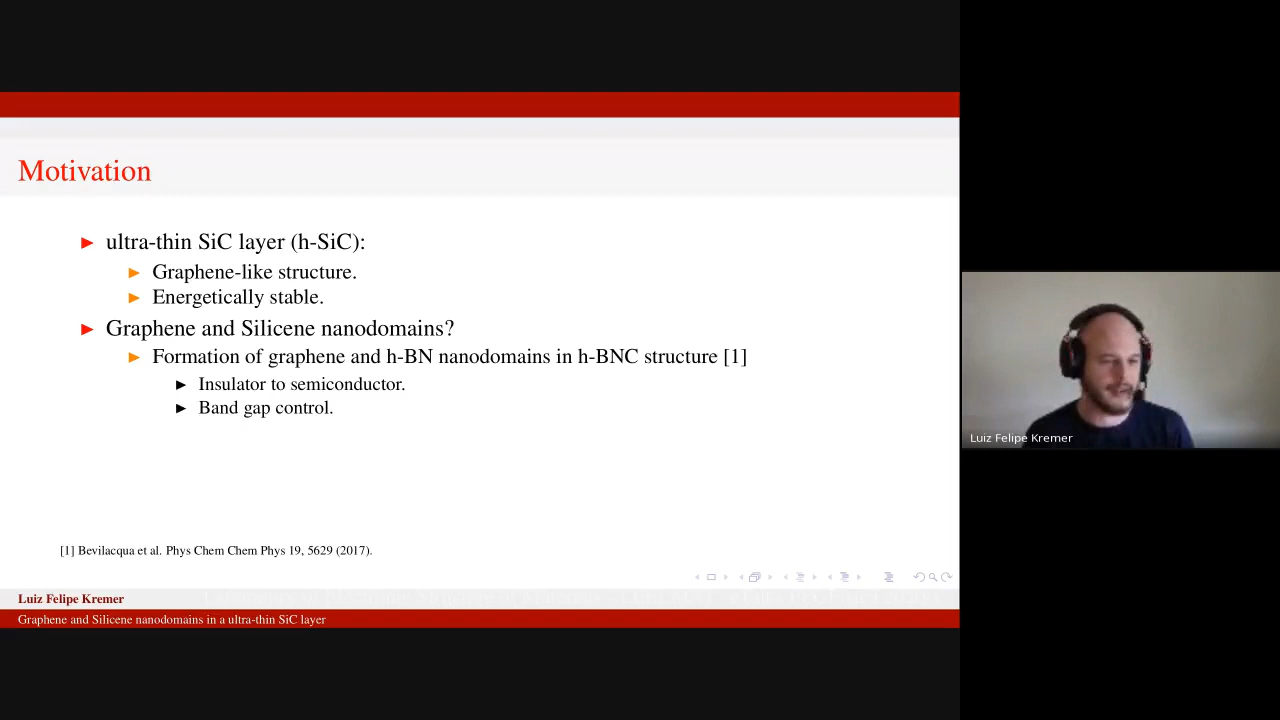 Motivation
ultra-thin SiC layer (h-SiC):
Graphene-like structure.
Energetically stable.
Graphene and Silicene nanodomains?
Formation of graphene and h-BN nanodomains in h-BNC structure [1]
Insulator to semiconductor.
Band gap control.
[1] Bevilacqua et al. Phys Chem Chem Phys 19, 5629 (2017).
Luiz Felipe Kremer
Graphene and Silicene nanodomains in a ultra-thin SiC layer
Luiz Felipe Kremer